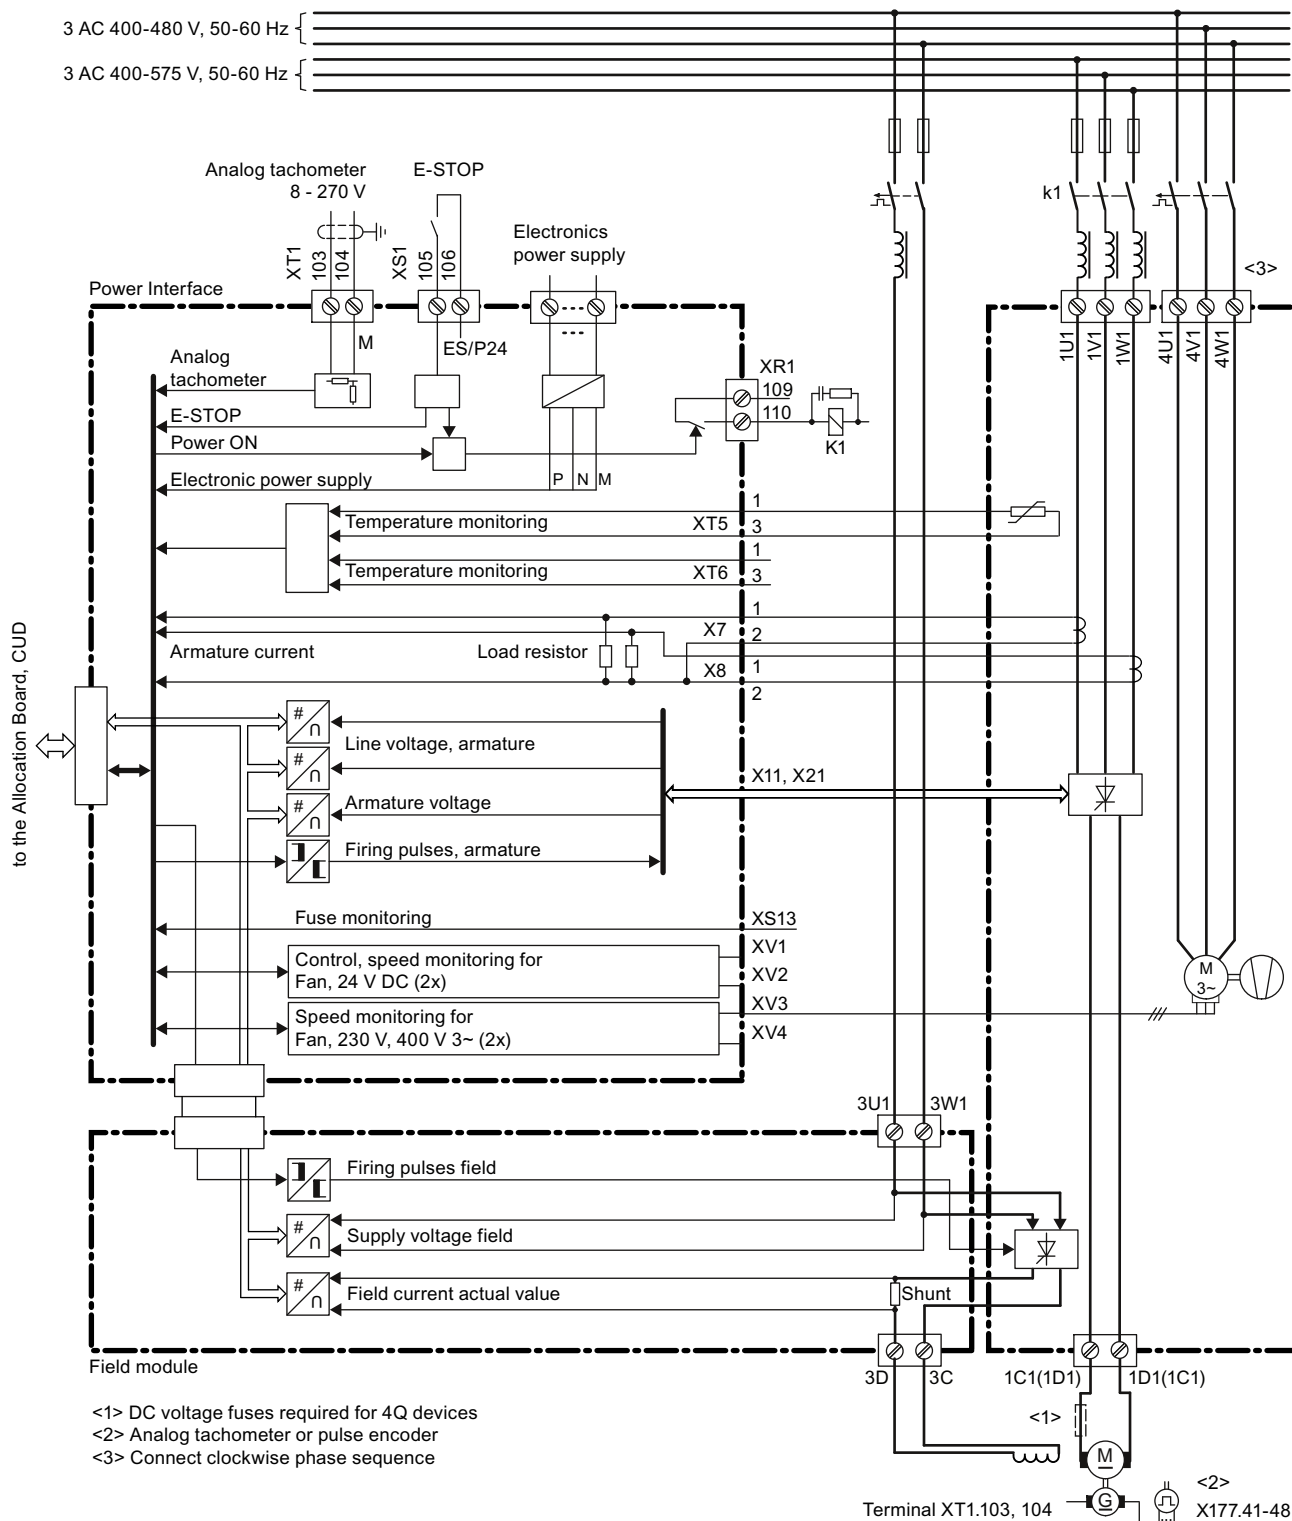 3 AC 400-480 V, 50-60 Hz
3 AC 400-575 V, 50-60 Hz
Analog tachometer
8 - 270 V
E-STOP
k1
XT1
103
104
XS1
105
106
Electronics
power supply
<3>
Power Interface
M
ES/P24
1U1
1V1
1W1
4U1
4V1
4W1
Analog
tachometer
XR1
109
110
K1
E-STOP
Power ON
Electronic power supply
P N M
1
Temperature monitoring XT5 3
1
Temperature monitoring XT6 3
1
X7 2
Armature current Load resistor
X8 1
2
to the Allocation Board, CUD
#
∩
Line voltage, armature
#
∩
X11, X21
#
∩
Armature voltage
Firing pulses, armature
Fuse monitoring XS13
XV1
Control, speed monitoring for
Fan, 24 V DC (2x)
XV2
M
3~
XV3
Speed monitoring for
Fan, 230 V, 400 V 3~ (2x)
XV4
3U1 3W1
Firing pulses field
#
∩
Supply voltage field
#
∩
Field current actual value
Shunt
Field module
3D 3C 1C1(1D1) 1D1(1C1)
<1> DC voltage fuses required for 4Q devices
<2> Analog tachometer or pulse encoder
<3> Connect clockwise phase sequence
<1>
M
<2>
Terminal XT1.103, 104
G
X177.41-48